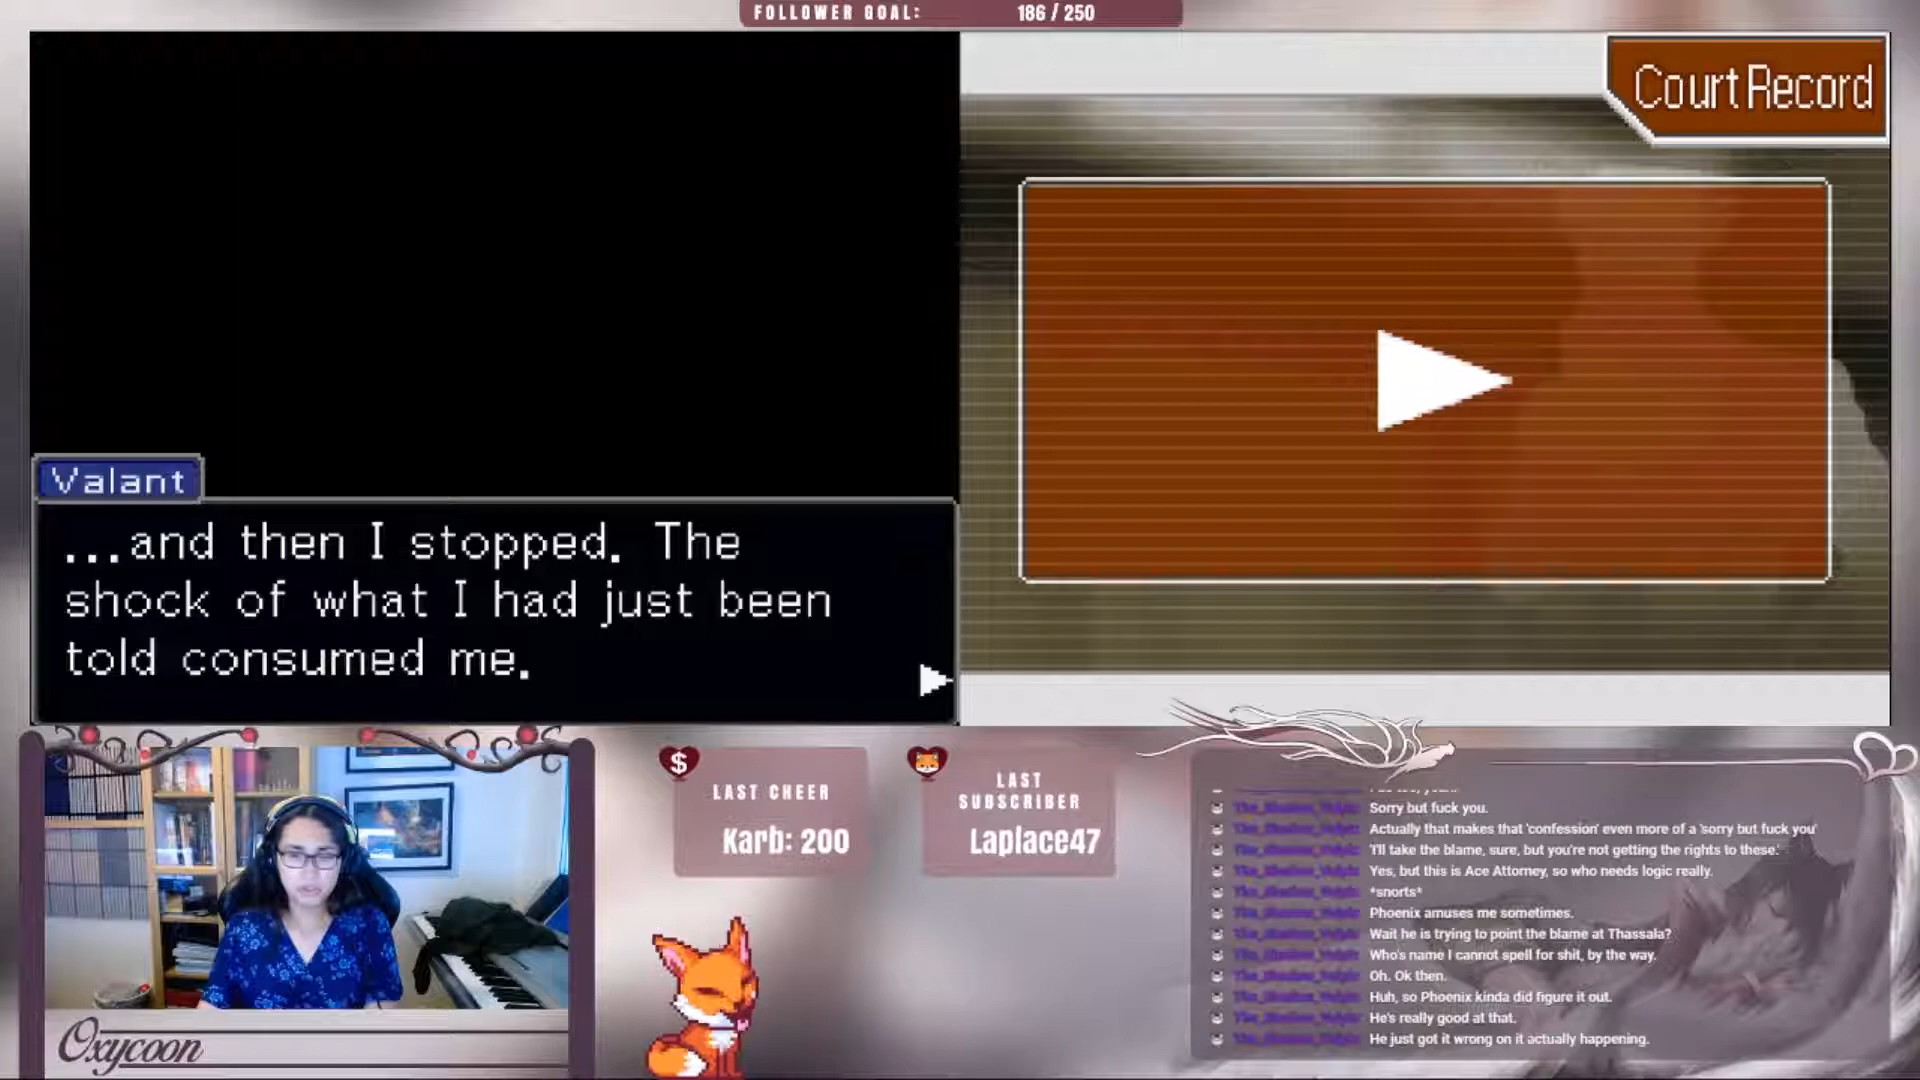 FOLLOWER GOAL: 186 / 250
Court Record
Valant
...and then I stopped. The
shock of what I had just been
told consumed me.
$
LAST CHEER
Karb: 200
LAST
SUBSCRIBER
Laplace47
Sorry but fuck you.
Actually that makes that 'confession' even more of a 'sorry but fuck you'
'I'll take the blame, sure, but you're not getting the rights to these.'
Yes, but this is Ace Attorney, so who needs logic really.
*snorts*
Phoenix amuses me sometimes.
Wait he is trying to point the blame at Thassala?
Who's name I cannot spell for shit, by the way.
Oh. Ok then.
Huh, so Phoenix kinda did figure it out.
He's really good at that.
He just got it wrong on it actually happening.
Oxycoon